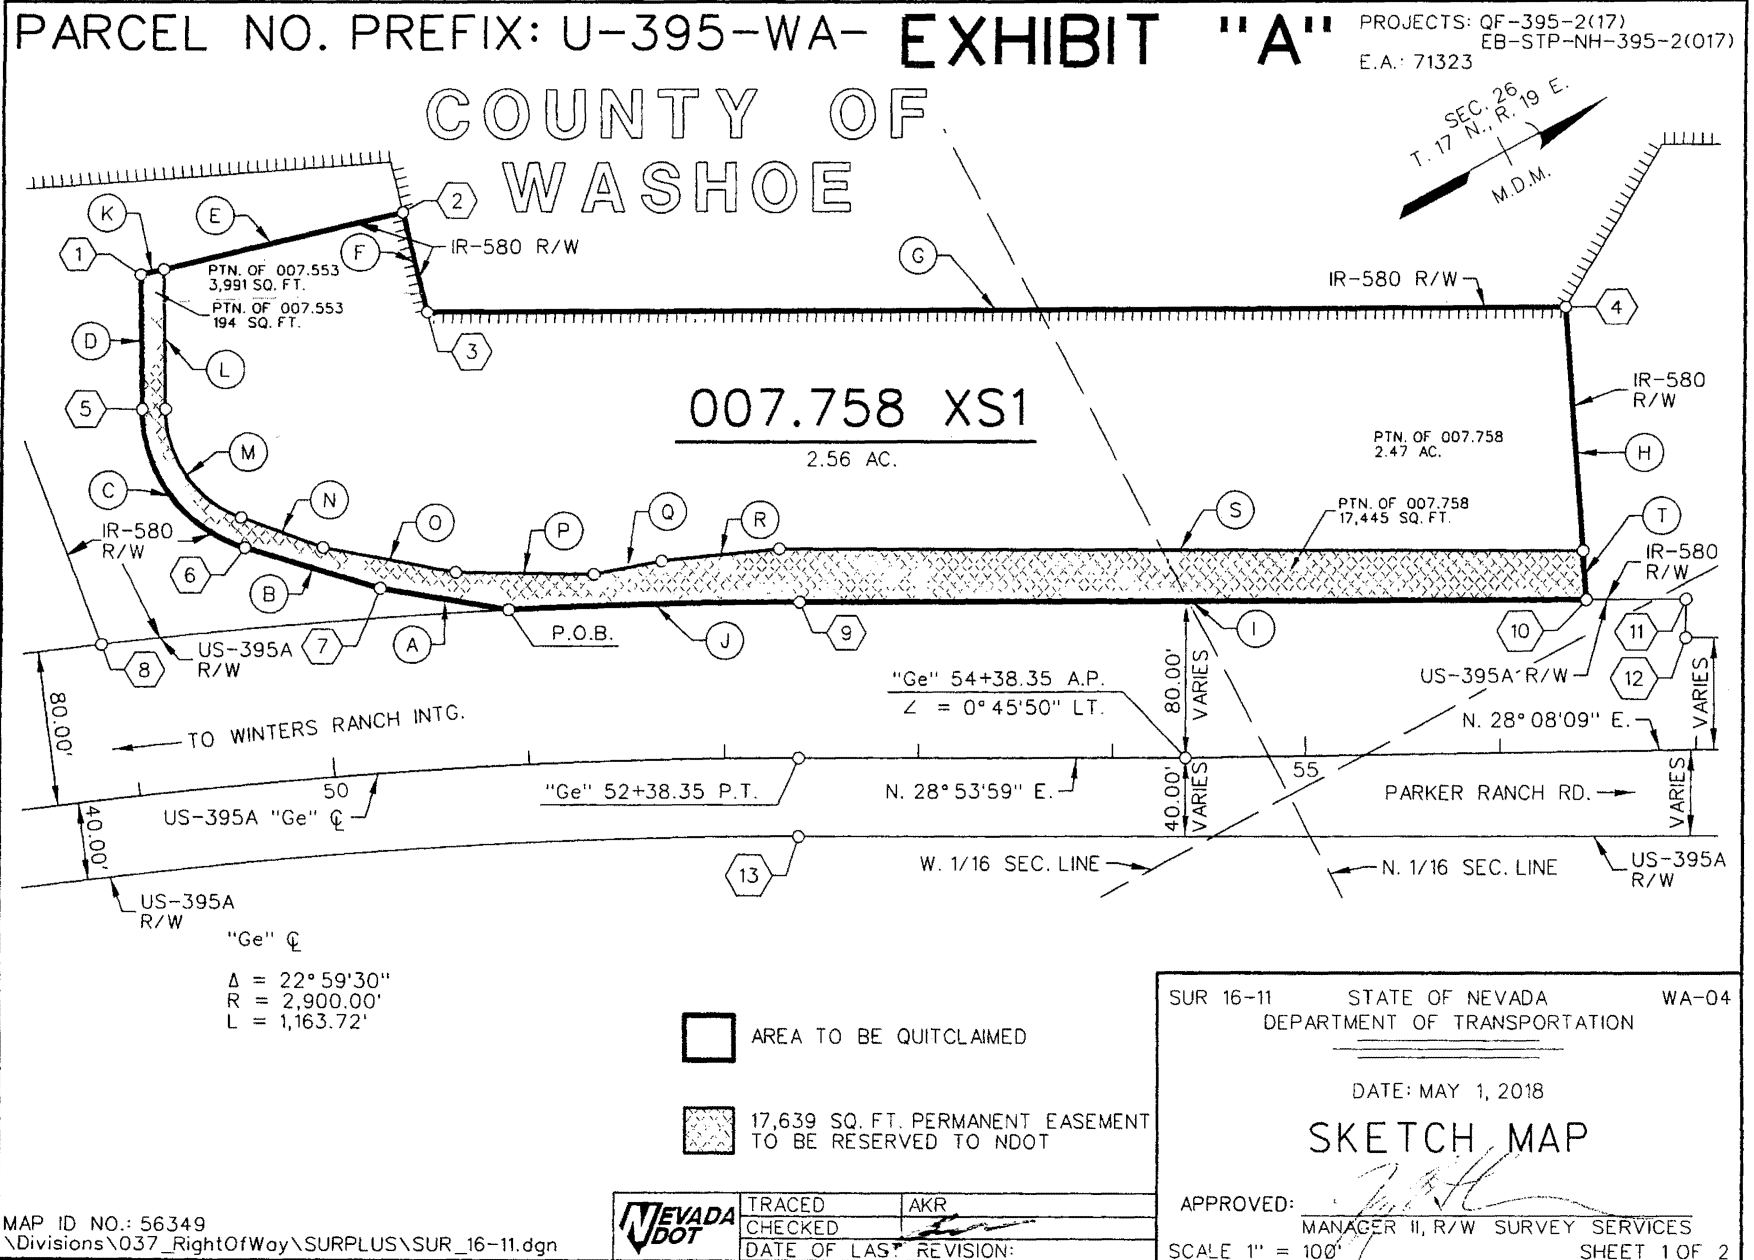 PARCEL NO. PREFIX: U-395-WA- EXHIBIT "A"
PROJECTS: QF-395-2(17)
EB-STP-NH-395-2(017)
E.A.: 71323
COUNTY OF
WASHOE
SEC. 26
T. 17 N., R. 19 E.
M.D.M.
K
E
2
1
F
IR-580 R/W
G
IR-580 R/W
4
PTN. OF 007.553
3,991 SQ. FT.
PTN. OF 007.553
194 SQ. FT.
D
L
3
5
007.758 XS1
2.56 AC.
IR-580
R/W
PTN. OF 007.758
2.47 AC.
H
M
C
N
O
P
Q
R
S
PTN. OF 007.758
17,445 SQ. FT.
T
IR-580
R/W
IR-580
R/W
6
B
7
A
P.O.B.
J
9
I
10
11
12
8
US-395A
R/W
US-395A R/W
80.00'
TO WINTERS RANCH INTG.
"Ge" 54+38.35 A.P.
∠ = 0°45'50" LT.
80.00'
VARIES
N. 28°08'09" E.
VARIES
50
55
"Ge" 52+38.35 P.T.
N. 28°53'59" E.
US-395A "Ge" ℄
40.00'
40.00'
VARIES
PARKER RANCH RD.
VARIES
13
W. 1/16 SEC. LINE
N. 1/16 SEC. LINE
US-395A
R/W
US-395A
R/W
"Ge" ℄
Δ = 22°59'30"
R = 2,900.00'
L = 1,163.72'
AREA TO BE QUITCLAIMED
17,639 SQ. FT. PERMANENT EASEMENT
TO BE RESERVED TO NDOT
SUR 16-11 STATE OF NEVADA WA-04
DEPARTMENT OF TRANSPORTATION
DATE: MAY 1, 2018
SKETCH MAP
APPROVED:
MANAGER II, R/W SURVEY SERVICES
SCALE 1" = 100' SHEET 1 OF 2
NEVADA
DOT
TRACED AKR
CHECKED
DATE OF LAST REVISION:
MAP ID NO.: 56349
\Divisions\037_RightOfWay\SURPLUS\SUR_16-11.dgn